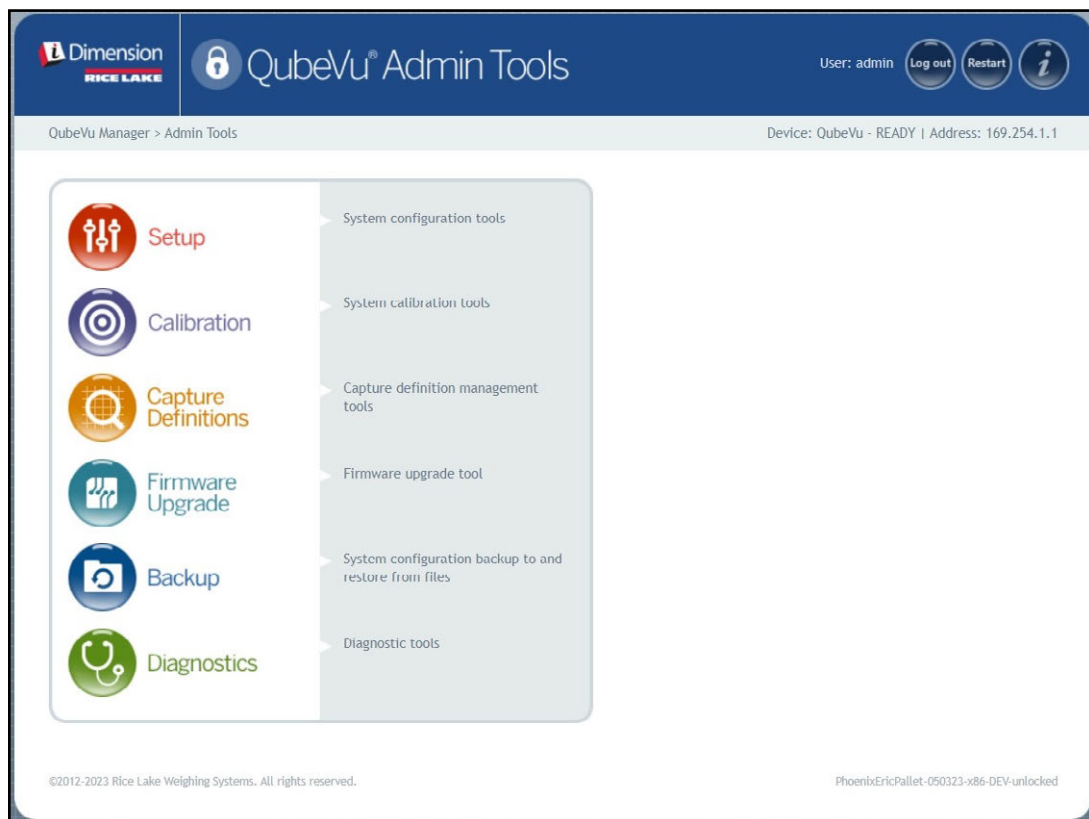 iDimension
RICE LAKE
QubeVu® Admin Tools
User: admin
Log out
Restart
i
QubeVu Manager > Admin Tools
Device: QubeVu - READY | Address: 169.254.1.1
Setup
System configuration tools
Calibration
System calibration tools
Capture
Definitions
Capture definition management
tools
Firmware
Upgrade
Firmware upgrade tool
Backup
System configuration backup to and
restore from files
Diagnostics
Diagnostic tools
©2012-2023 Rice Lake Weighing Systems. All rights reserved.
PhoenixEricPallet-050323-x86-DEV-unlocked